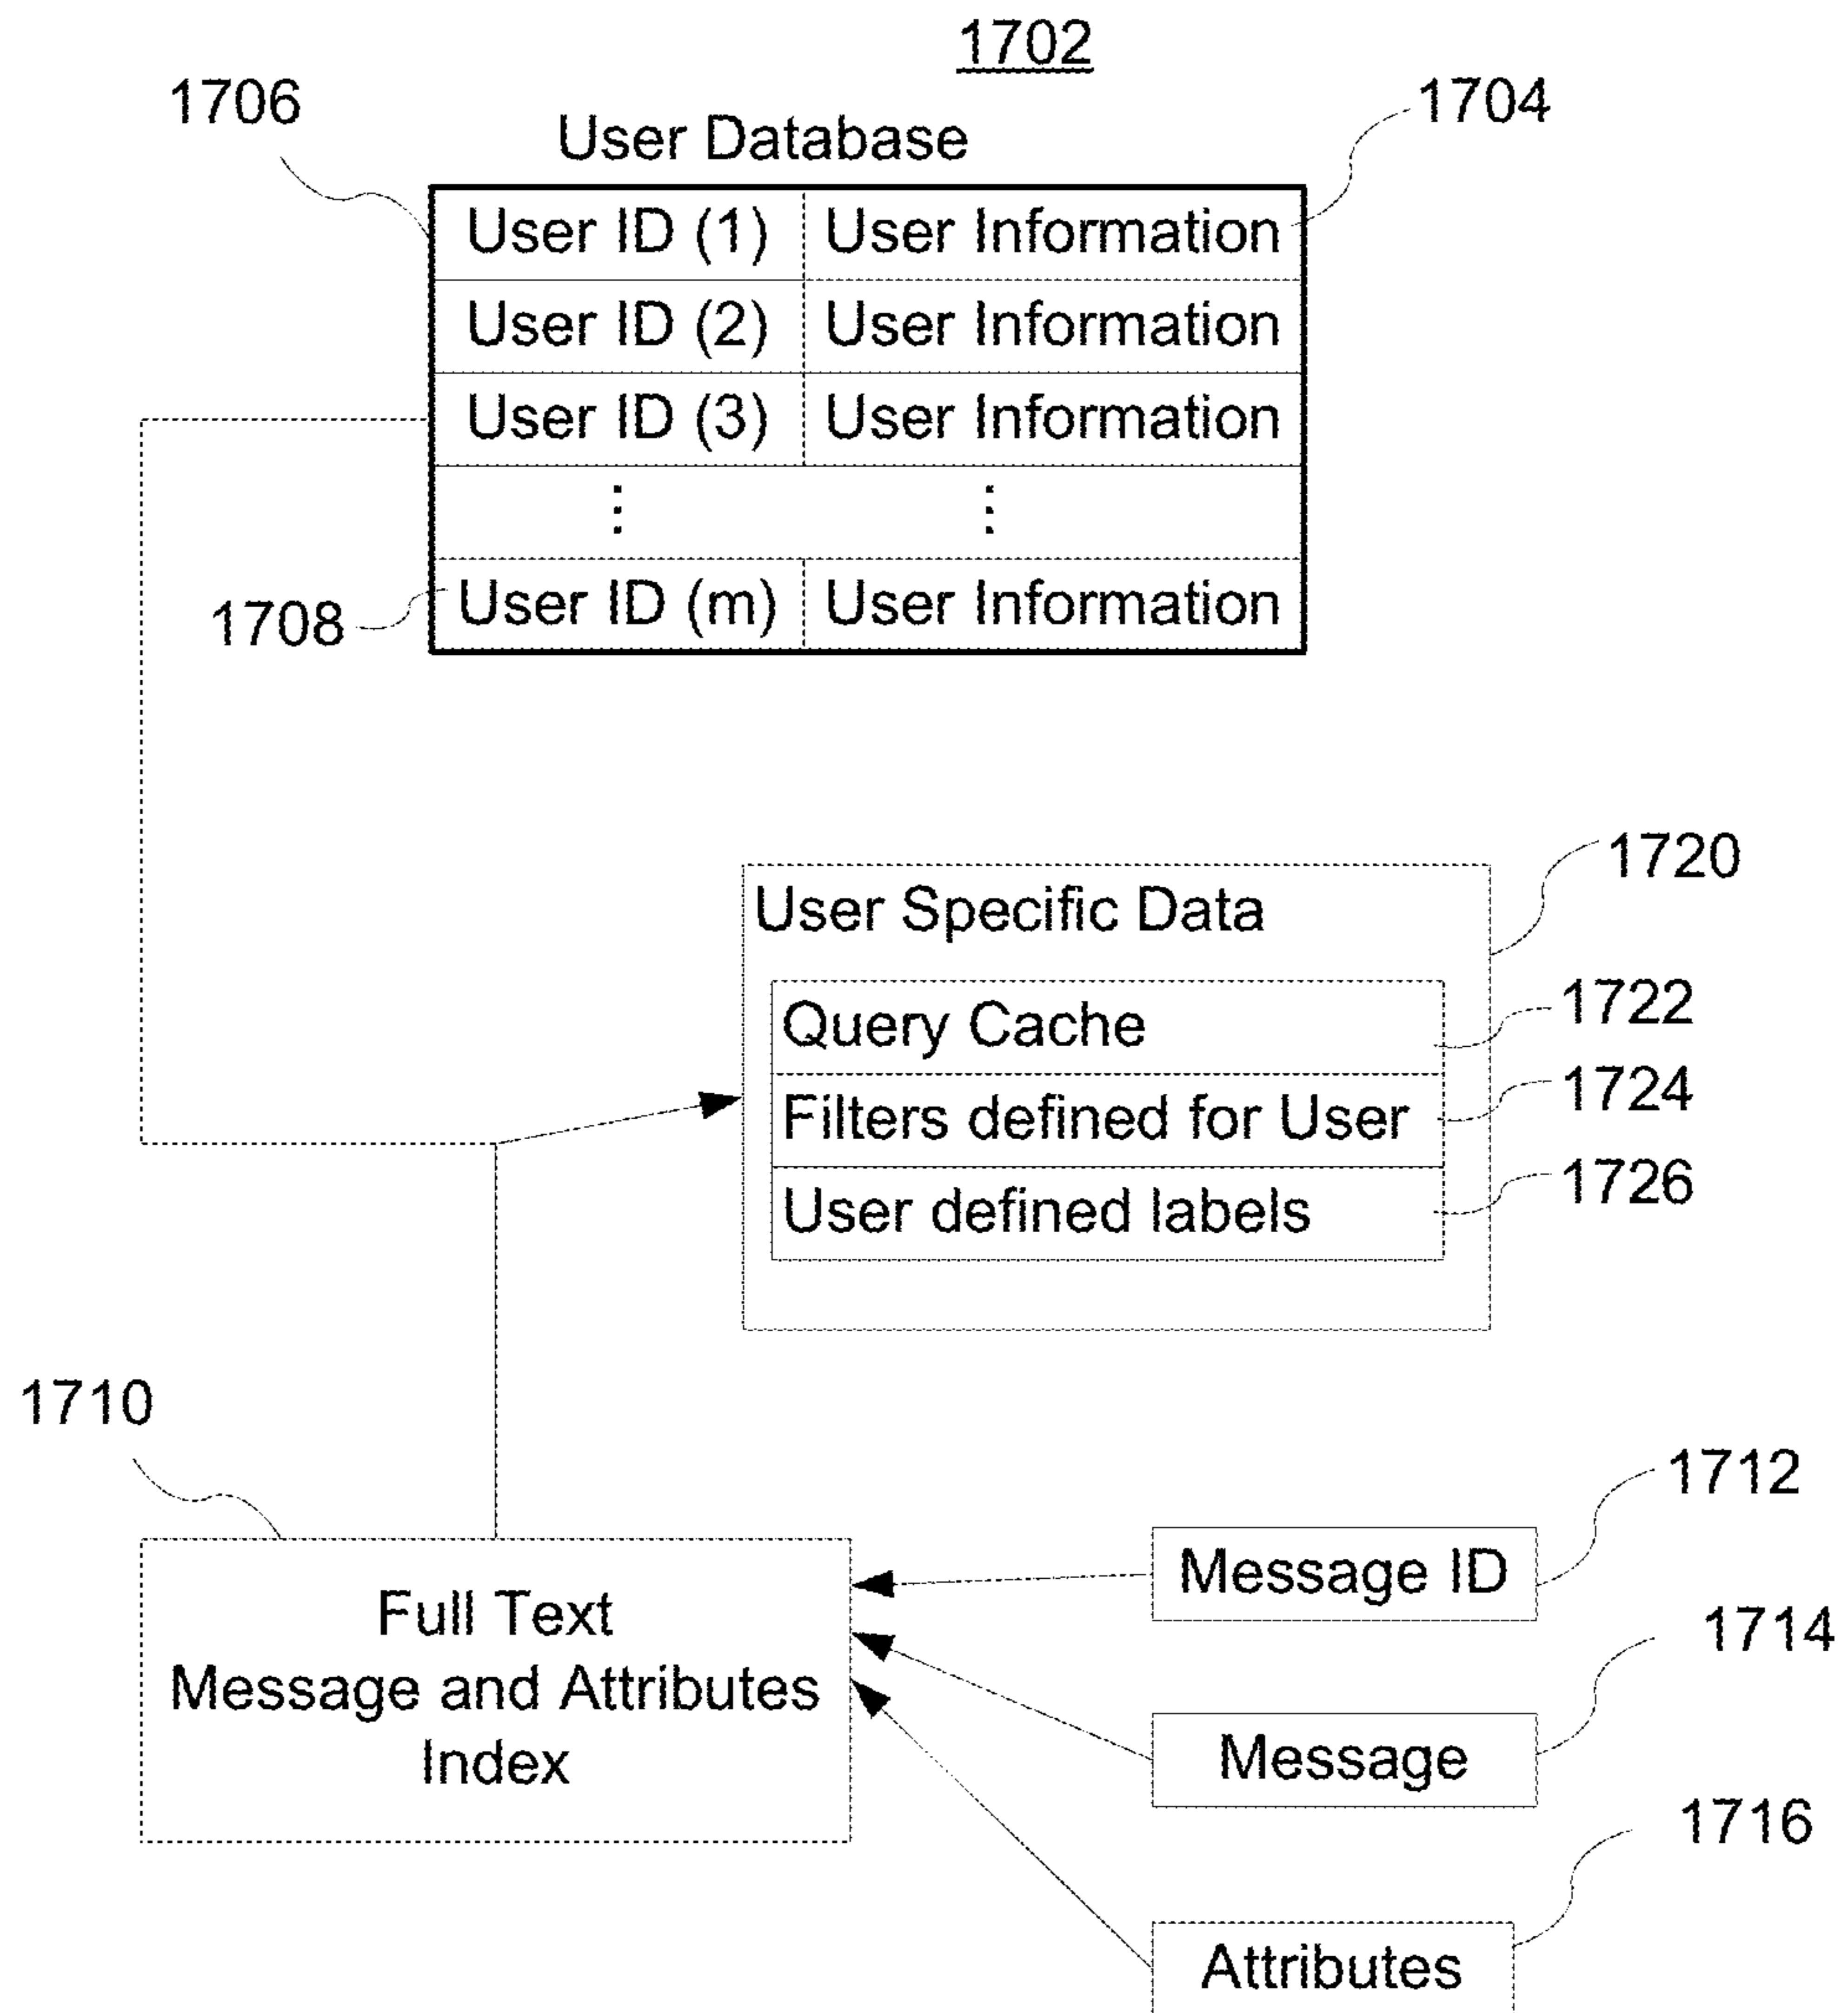 1702
1706
1704
User Database
User ID (1) User Information
User ID (2) User Information
User ID (3) User Information
⋮ ⋮
1708 User ID (m) User Information
1720
User Specific Data
Query Cache 1722
Filters defined for User 1724
User defined labels 1726
1710
1712
Message ID
Full Text
Message and Attributes
Index
1714
Message
1716
Attributes